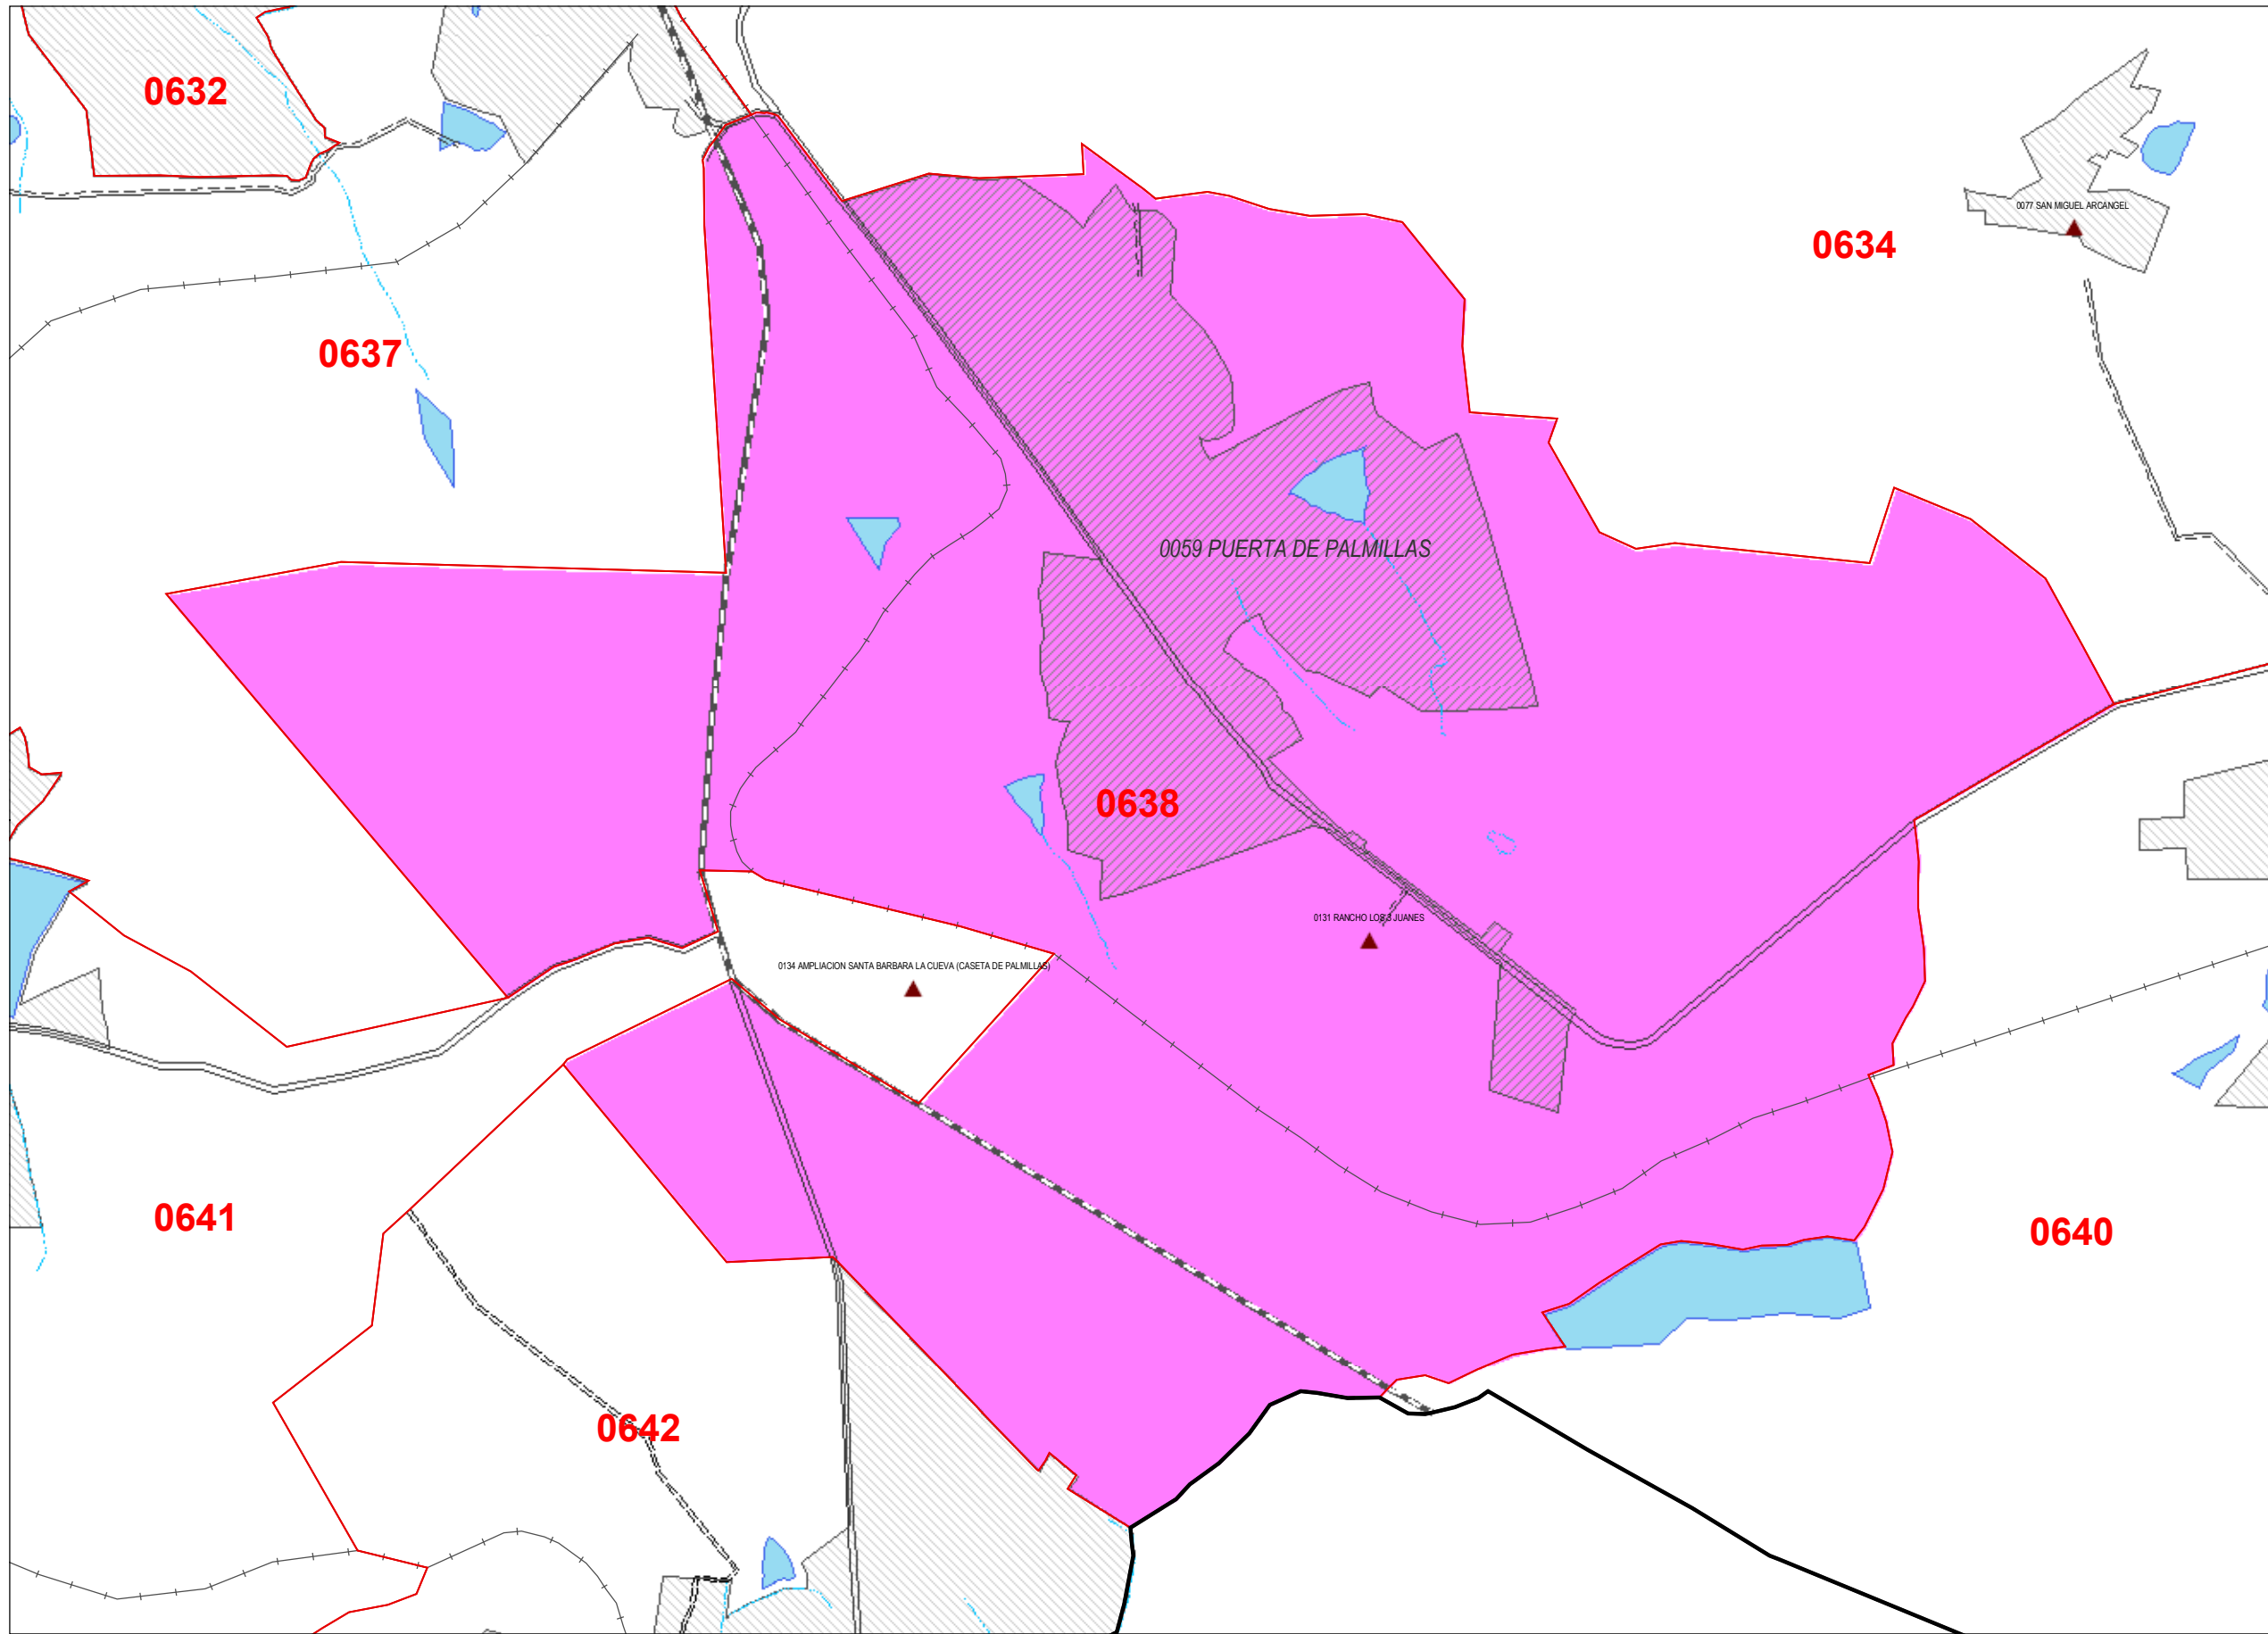 0632
0077 SAN MIGUEL ARCANGEL
0634
0637
0059 PUERTA DE PALMILLAS
0638
0131 RANCHO LOS 3 JUANES
0134 AMPLIACION SANTA BARBARA LA CUEVA (CASETA DE PALMILLAS)
0641
0640
0642